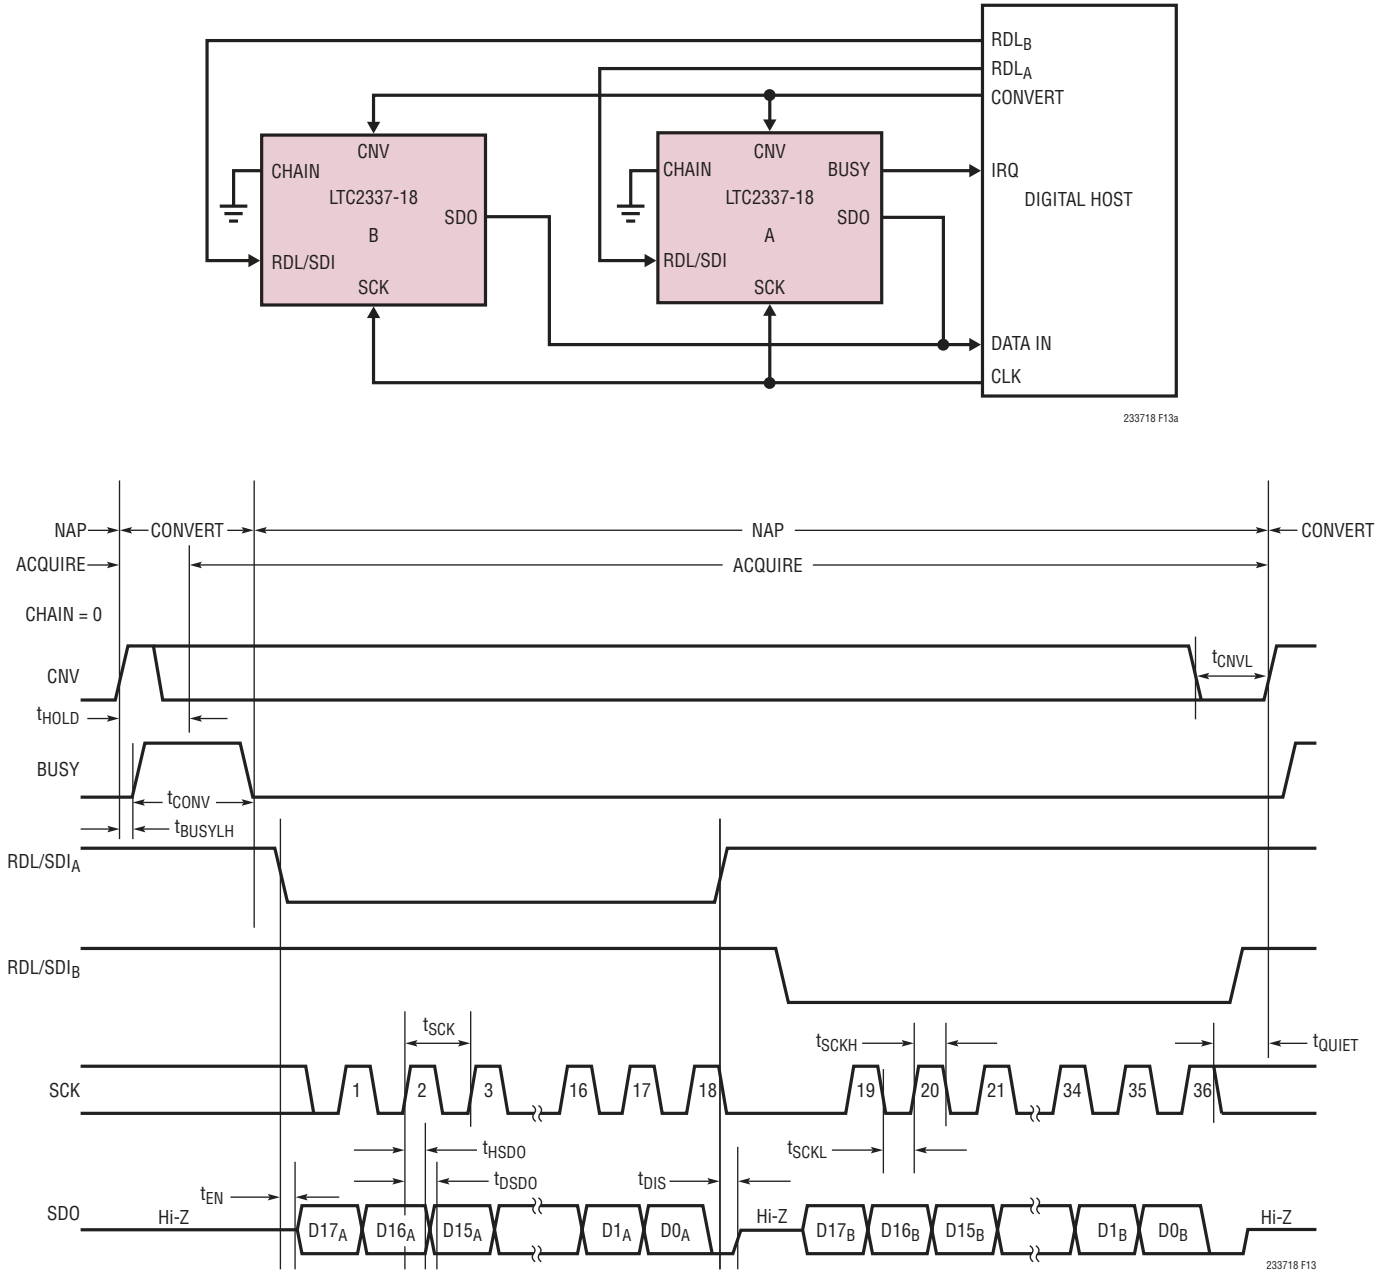 RDLB
RDLA
CONVERT
CNV
CNV
CHAIN
CHAIN
BUSY
IRQ
LTC2337-18
LTC2337-18
DIGITAL HOST
SDO
SDO
B
A
RDL/SDI
RDL/SDI
SCK
SCK
DATA IN
CLK
233718 F13a
NAP
CONVERT
NAP
CONVERT
ACQUIRE
ACQUIRE
CHAIN = 0
CNV
tCNVL
tHOLD
BUSY
tCONV
tBUSYLH
RDL/SDIA
RDL/SDIB
tSCK
tSCKH
tQUIET
SCK
1
2
3
16
17
18
19
20
21
34
35
36
tHSDO
tSCKL
tDSDO
tDIS
tEN
SDO
Hi-Z
D17A
D16A
D15A
D1A
D0A
Hi-Z
D17B
D16B
D15B
D1B
D0B
Hi-Z
233718 F13